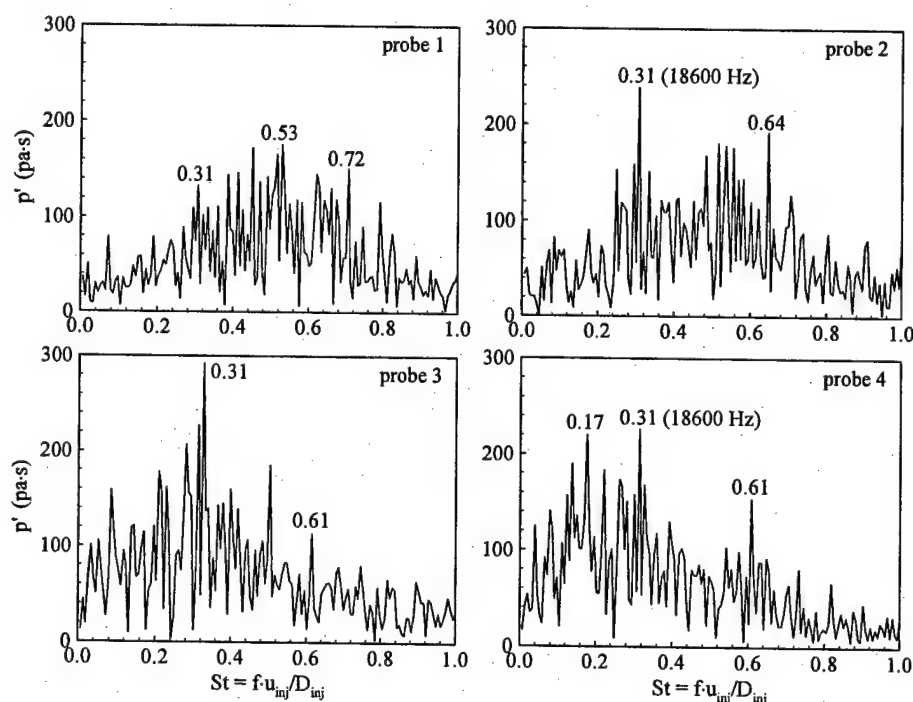 300
probe 1
200
0.53
0.72
0.31
100
0
0.0 0.2 0.4 0.6 0.8 1.0
p' (pa·s)
300
probe 2
0.31 (18600 Hz)
200
0.64
100
0
0.0 0.2 0.4 0.6 0.8 1.0
300
0.31
probe 3
200
0.61
100
0
0.0 0.2 0.4 0.6 0.8 1.0
p' (pa·s)
St = f·u_inj/D_inj
300
probe 4
0.17
0.31 (18600 Hz)
200
0.61
100
0
0.0 0.2 0.4 0.6 0.8 1.0
St = f·u_inj/D_inj